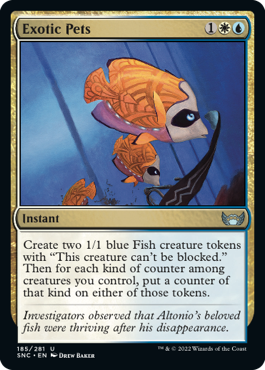 Exotic Pets 1
Instant
Create two 1/1 blue Fish creature tokens
with “This creature can't be blocked.”
Then for each kind of counter among
creatures you control, put a counter of
that kind on either of those tokens.
Investigators observed that Altonio's beloved
fish were thriving after his disappearance.
185/281 U
SNC • EN Drew Baker
™ & © 2022 Wizards of the Coast